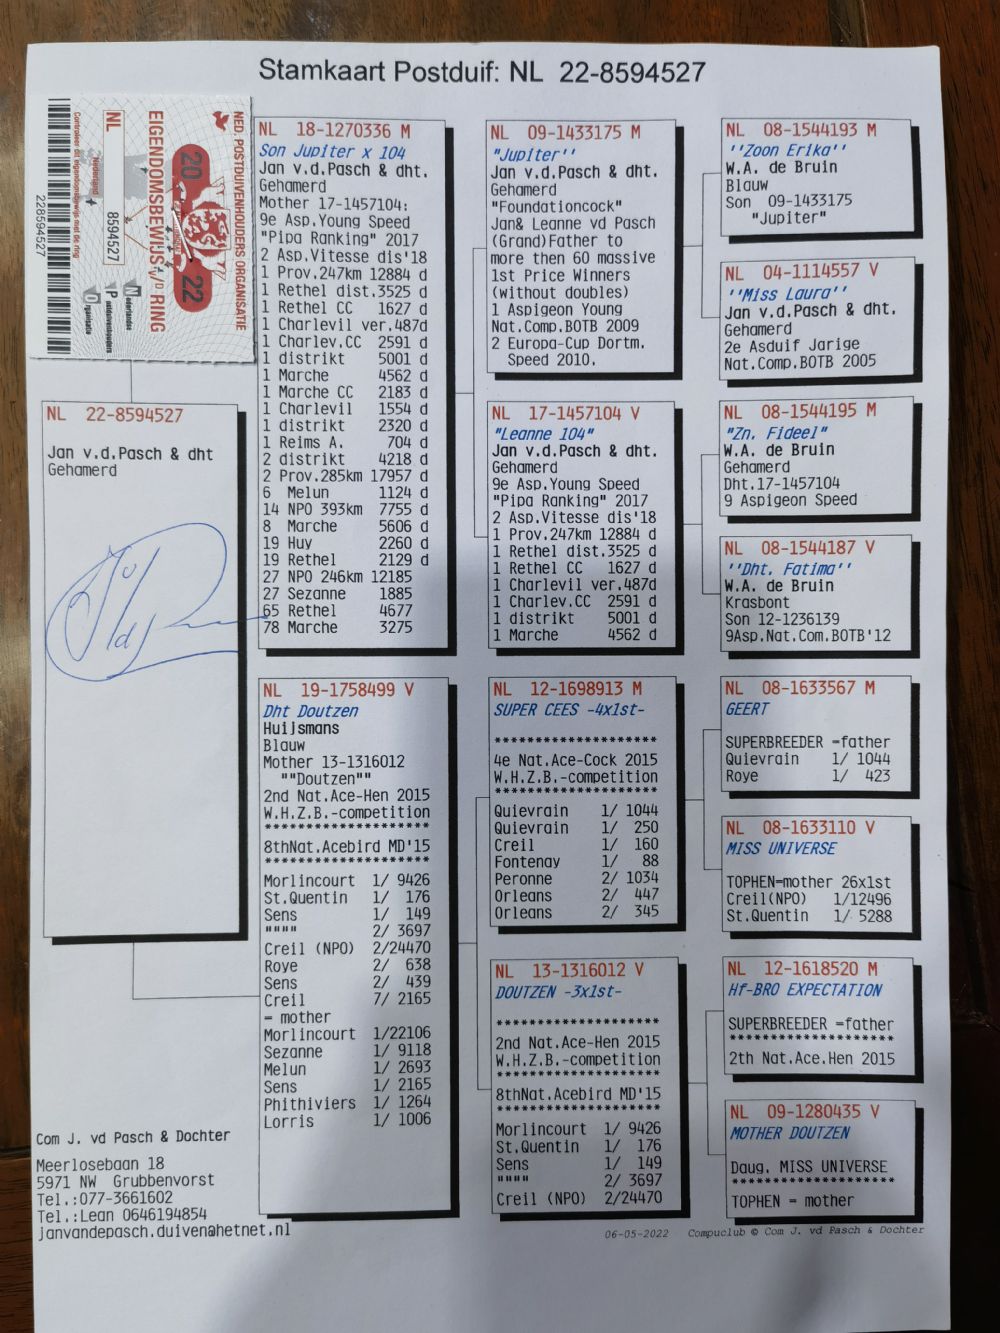 Stamkaart Postduif: NL 22-8594527
NED. POSTDUIVENHOUDERS ORGANISATIE
EIGENDOMSBEWIJS v/d RING
20 22
NL 8594527
Nederland
Nederlandse
Postduivenhouders
Organisatie
Controleer dit eigendomsbewijs met de ring
228594527
NL 22-8594527
Jan v.d.Pasch & dht
Gehamerd
NL 18-1270336 M
Son Jupiter x 104
Jan v.d.Pasch & dht.
Gehamerd
Mother 17-1457104:
9e Asp.Young Speed
"Pipa Ranking" 2017
2 Asp.Vitesse dis'18
1 Prov.247km 12884 d
1 Rethel dist.3525 d
1 Rethel CC 1627 d
1 Charlevil ver.487d
1 Charlev.CC 2591 d
1 distrikt 5001 d
1 Marche 4562 d
1 Marche CC 2183 d
1 Charlevil 1554 d
1 distrikt 2320 d
1 Reims A. 704 d
2 distrikt 4218 d
2 Prov.285km 17957 d
6 Melun 1124 d
14 NPO 393km 7755 d
8 Marche 5606 d
19 Huy 2260 d
19 Rethel 2129 d
27 NPO 246km 12185
27 Sezanne 1885
65 Rethel 4677
78 Marche 3275
NL 19-1758499 V
Dht Doutzen
Huijsmans
Blauw
Mother 13-1316012
""Doutzen""
2nd Nat.Ace-Hen 2015
W.H.Z.B.-competition
********************
8thNat.Acebird MD'15
********************
Morlincourt 1/ 9426
St.Quentin 1/ 176
Sens 1/ 149
"""" 2/ 3697
Creil (NPO) 2/24470
Roye 2/ 638
Sens 2/ 439
Creil 7/ 2165
= mother
Morlincourt 1/22106
Sezanne 1/ 9118
Melun 1/ 2693
Sens 1/ 2165
Phithiviers 1/ 1264
Lorris 1/ 1006
NL 09-1433175 M
"Jupiter''
Jan v.d.Pasch & dht.
Gehamerd
"Foundationcock"
Jan& Leanne vd Pasch
(Grand)Father to
more then 60 massive
1st Price Winners
(without doubles)
1 Aspigeon Young
Nat.Comp.BOTB 2009
2 Europa-Cup Dortm.
Speed 2010.
NL 17-1457104 V
"Leanne 104"
Jan v.d.Pasch & dht.
Gehamerd
9e Asp.Young Speed
"Pipa Ranking" 2017
2 Asp.Vitesse dis'18
1 Prov.247km 12884 d
1 Rethel dist.3525 d
1 Rethel CC 1627 d
1 Charlevil ver.487d
1 Charlev.CC 2591 d
1 distrikt 5001 d
1 Marche 4562 d
NL 12-1698913 M
SUPER CEES -4x1st-
********************
4e Nat.Ace-Cock 2015
W.H.Z.B.-competition
********************
Quievrain 1/ 1044
Quievrain 1/ 250
Creil 1/ 160
Fontenay 1/ 88
Peronne 2/ 1034
Orleans 2/ 447
Orleans 2/ 345
NL 13-1316012 V
DOUTZEN -3x1st-
********************
2nd Nat.Ace-Hen 2015
W.H.Z.B.-competition
********************
8thNat.Acebird MD'15
********************
Morlincourt 1/ 9426
St.Quentin 1/ 176
Sens 1/ 149
"""" 2/ 3697
Creil (NPO) 2/24470
NL 08-1544193 M
''Zoon Erika''
W.A. de Bruin
Blauw
Son 09-1433175
"Jupiter"
NL 04-1114557 V
''Miss Laura''
Jan v.d.Pasch & dht.
Gehamerd
2e Asduif Jarige
Nat.Comp.BOTB 2005
NL 08-1544195 M
"Zn. Fideel"
W.A. de Bruin
Gehamerd
Dht.17-1457104
9 Aspigeon Speed
NL 08-1544187 V
''Dht. Fatima''
W.A. de Bruin
Krasbont
Son 12-1236139
9Asp.Nat.Com.BOTB'12
NL 08-1633567 M
GEERT
SUPERBREEDER =father
Quievrain 1/ 1044
Roye 1/ 423
NL 08-1633110 V
MISS UNIVERSE
TOPHEN=mother 26x1st
Creil(NPO) 1/12496
St.Quentin 1/ 5288
NL 12-1618520 M
Hf-BRO EXPECTATION
SUPERBREEDER =father
********************
2th Nat.Ace.Hen 2015
NL 09-1280435 V
MOTHER DOUTZEN
Daug. MISS UNIVERSE
********************
TOPHEN = mother
Com J. vd Pasch & Dochter
Meerlosebaan 18
5971 NW Grubbenvorst
Tel.:077-3661602
Tel.:Lean 0646194854
janvandepasch.duiven@hetnet.nl
06-05-2022 Compuclub © Com J. vd Pasch & Dochter